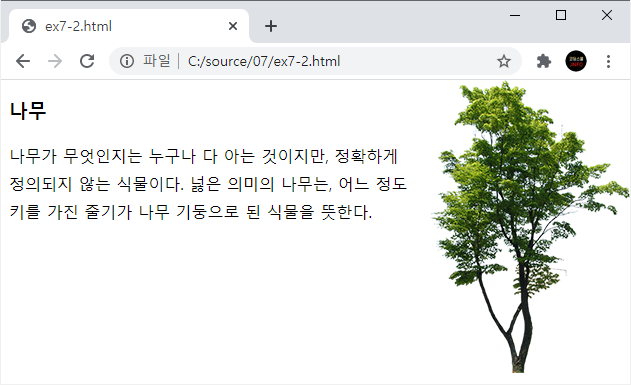 ex7-2.html
파일 | C:/source/07/ex7-2.html
나무
나무가 무엇인지는 누구나 다 아는 것이지만, 정확하게
정의되지 않는 식물이다. 넓은 의미의 나무는, 어느 정도
키를 가진 줄기가 나무 기둥으로 된 식물을 뜻한다.